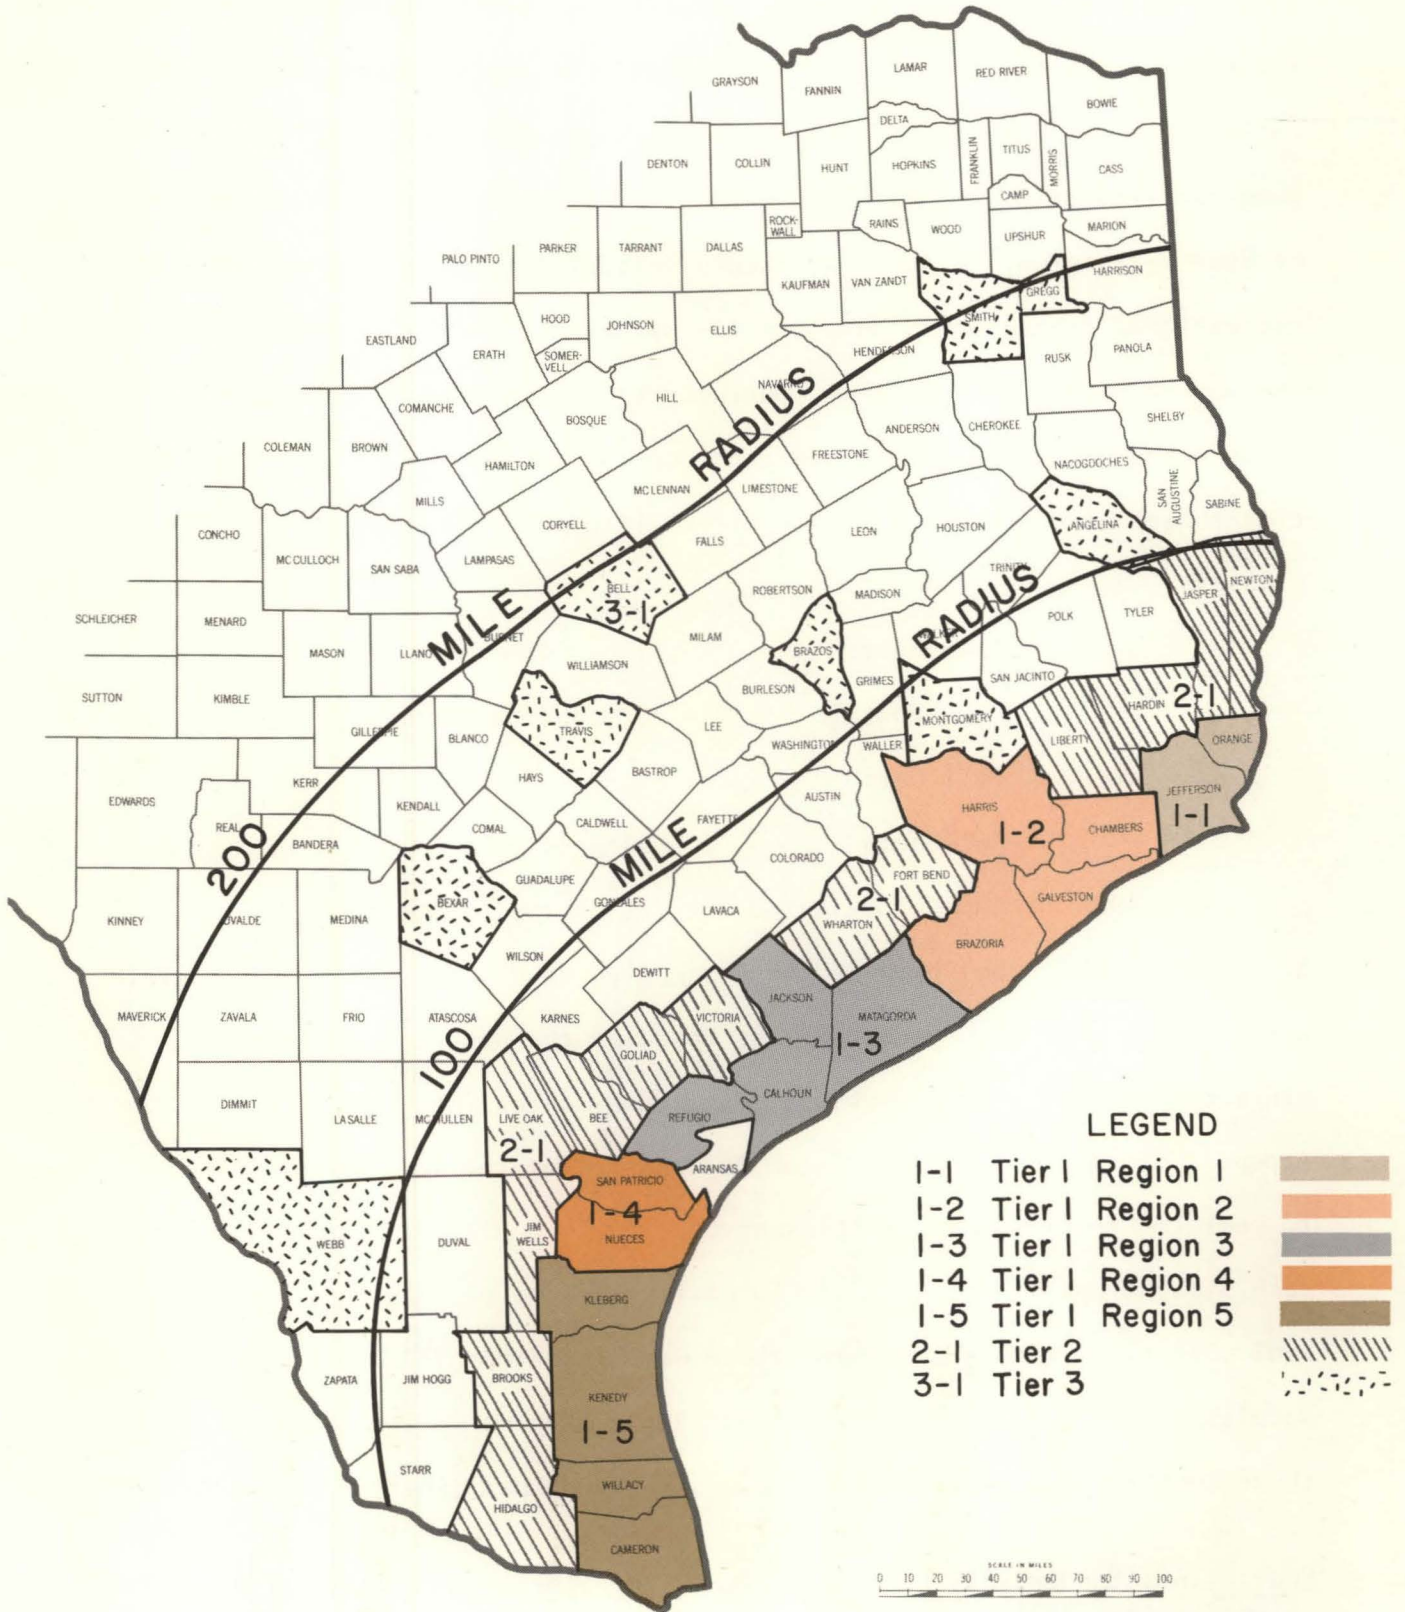 GRAYSON
FANNIN
LAMAR
RED RIVER
BOWIE
DELTA
DENTON
COLLIN
HUNT
HOPKINS
FRANKLIN
TITUS
MORRIS
CASS
CAMP
PALO PINTO
PARKER
TARRANT
DALLAS
ROCK-
WALL
RAINS
WOOD
UPSHUR
MARION
KAUFMAN
VAN ZANDT
GREGG
HARRISON
SMITH
EASTLAND
ERATH
HOOD
SOMER-
VELL
JOHNSON
ELLIS
HENDERSON
RUSK
PANOLA
COMANCHE
BOSQUE
HILL
NAVARRO
COLEMAN
BROWN
HAMILTON
ANDERSON
CHEROKEE
SHELBY
MILLS
MC LENNAN
LIMESTONE
FREESTONE
NACOGDOCHES
SAN
AUGUSTINE
SABINE
CONCHO
MC CULLOCH
SAN SABA
LAMPASAS
CORYELL
FALLS
LEON
HOUSTON
ANGELINA
SCHLEICHER
MENARD
BELL
3-1
ROBERTSON
MADISON
TRINITY
POLK
TYLER
JASPER
NEWTON
MASON
LLANO
BURNET
MILAM
BRAZOS
WALKER
SUTTON
KIMBLE
WILLIAMSON
BURLESON
GRIMES
SAN JACINTO
HARDIN
2-1
GILLESPIE
BLANCO
TRAVIS
LEE
WASHINGTON
WALLER
MONTGOMERY
LIBERTY
ORANGE
EDWARDS
REAL
KERR
KENDALL
HAYS
BASTROP
AUSTIN
HARRIS
1-2
CHAMBERS
JEFFERSON
1-1
BANDERA
COMAL
CALDWELL
FAYETTE
COLORADO
FORT BEND
GALVESTON
KINNEY
UVALDE
MEDINA
BEXAR
GUADALUPE
GONZALES
LAVACA
WHARTON
2-1
BRAZORIA
WILSON
DEWITT
JACKSON
MATAGORDA
1-3
MAVERICK
ZAVALA
FRIO
ATASCOSA
KARNES
GOLIAD
VICTORIA
CALHOUN
DIMMIT
LA SALLE
MC MULLEN
LIVE OAK
2-1
BEE
REFUGIO
ARANSAS
WEBB
DUVAL
JIM
WELLS
SAN PATRICIO
1-4
NUECES
KLEBERG
ZAPATA
JIM HOGG
BROOKS
KENEDY
1-5
STARR
HIDALGO
WILLACY
CAMERON
200 MILE RADIUS
100 MILE RADIUS
LEGEND
1-1 Tier 1 Region 1
1-2 Tier 1 Region 2
1-3 Tier 1 Region 3
1-4 Tier 1 Region 4
1-5 Tier 1 Region 5
2-1 Tier 2
3-1 Tier 3
SCALE IN MILES
0 10 20 30 40 50 60 70 80 90 100